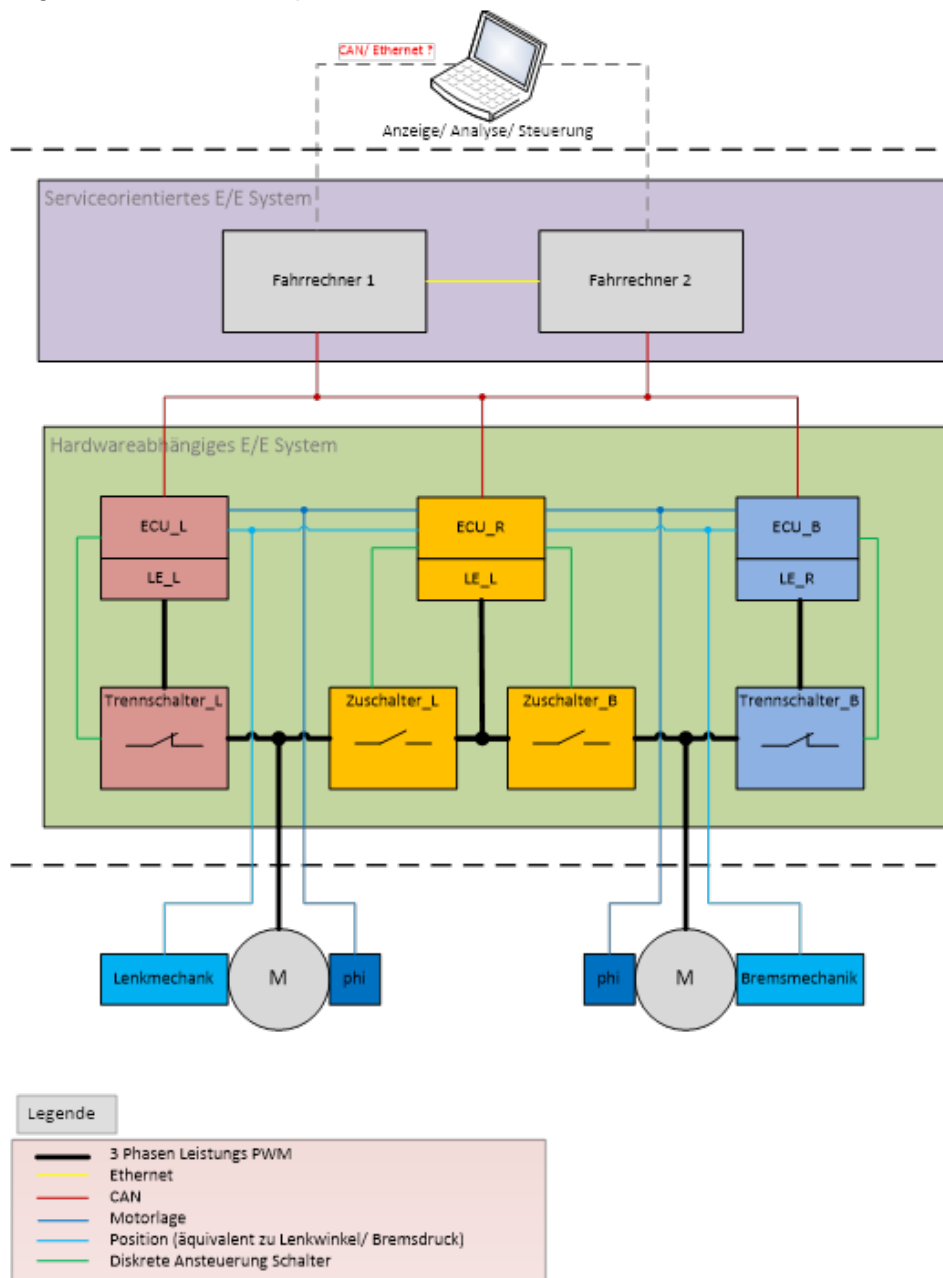 CAN/ Ethernet ?
Anzeige/ Analyse/ Steuerung
Serviceorientiertes E/E System
Fahrrechner 1
Fahrrechner 2
Hardwareabhängiges E/E System
ECU_L
ECU_R
ECU_B
LE_L
LE_L
LE_R
Trennschalter_L
Zuschalter_L
Zuschalter_B
Trennschalter_B
Lenkmechank
M
phi
phi
M
Bremsmechanik
Legende
3 Phasen Leistungs PWM
Ethernet
CAN
Motorlage
Position (äquivalent zu Lenkwinkel/ Bremsdruck)
Diskrete Ansteuerung Schalter